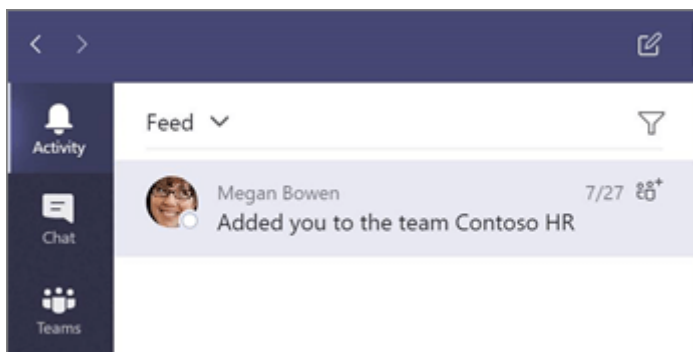 Activity
Feed
Megan Bowen 7/27
Added you to the team Contoso HR
Chat
Teams